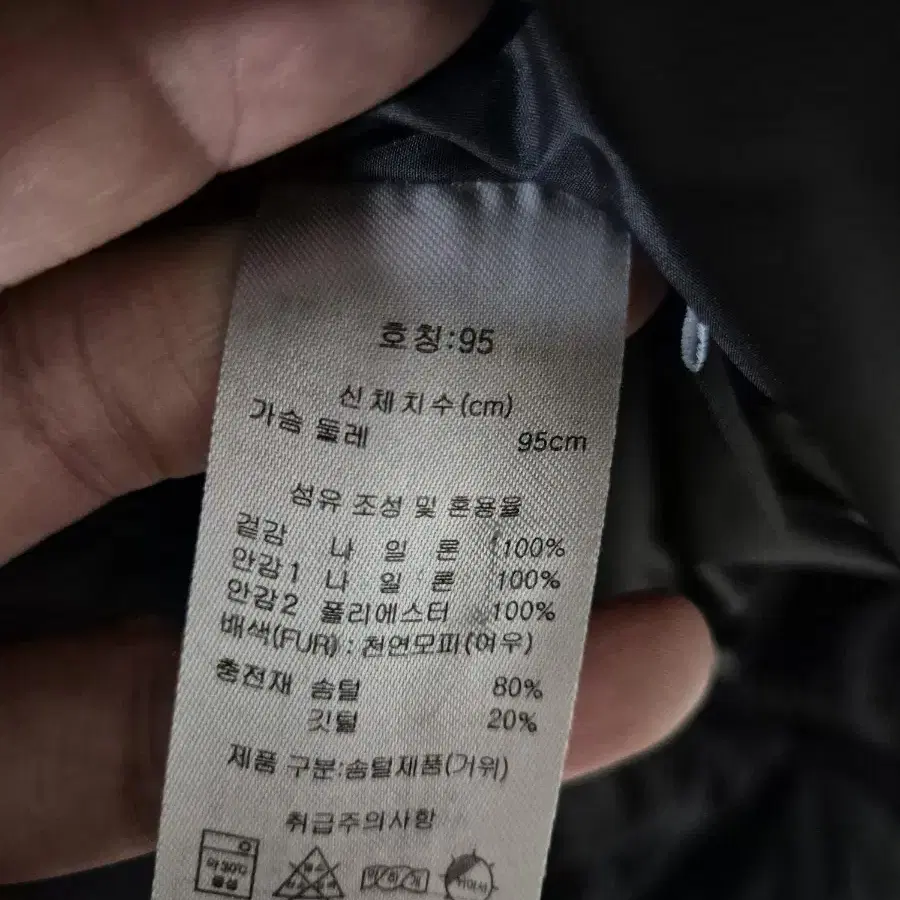 호칭:95
신체치수(cm)
가슴 둘레 95cm
섬유 조성 및 혼용율
겉감 나 일 론 100%
안감1 나 일 론 100%
안감2 폴리에스터 100%
배색(FUR) : 천연모피(여우)
충전재 솜털 80%
깃털 20%
제품 구분:솜털제품(거위)
취급주의사항
약 30℃